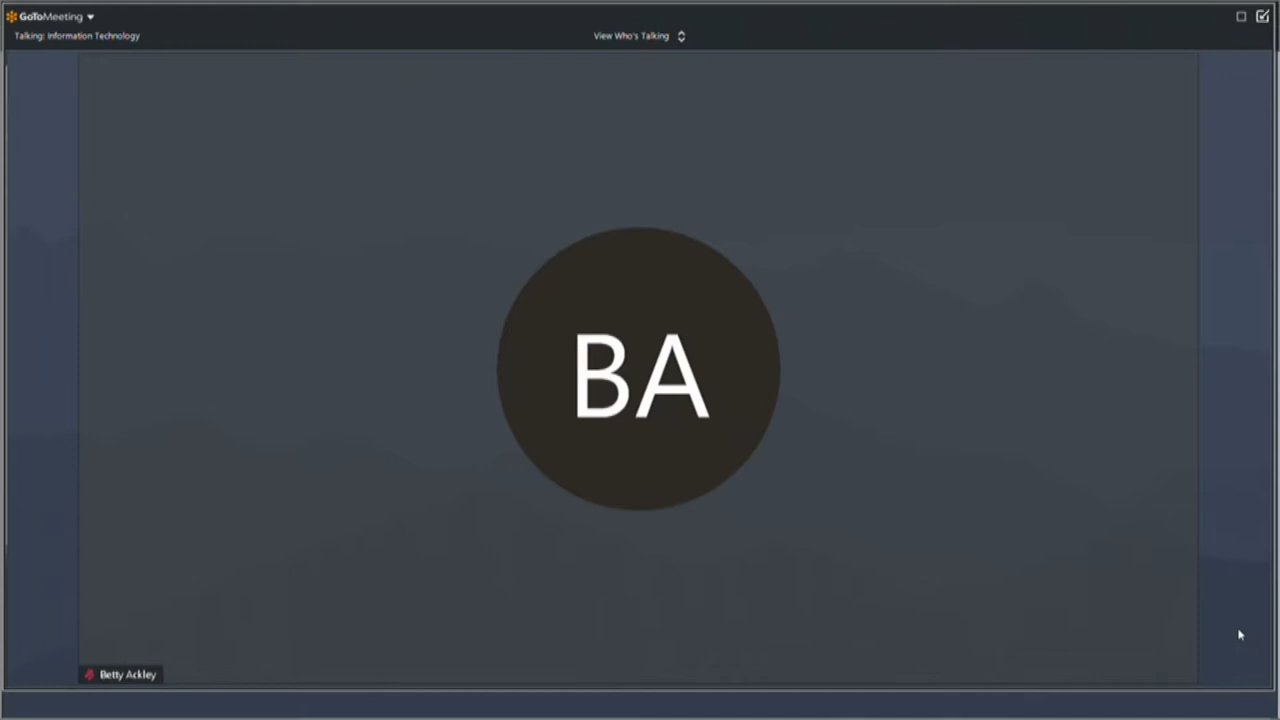 GoToMeeting
Talking: Information Technology
View Who's Talking
BA
Betty Ackley